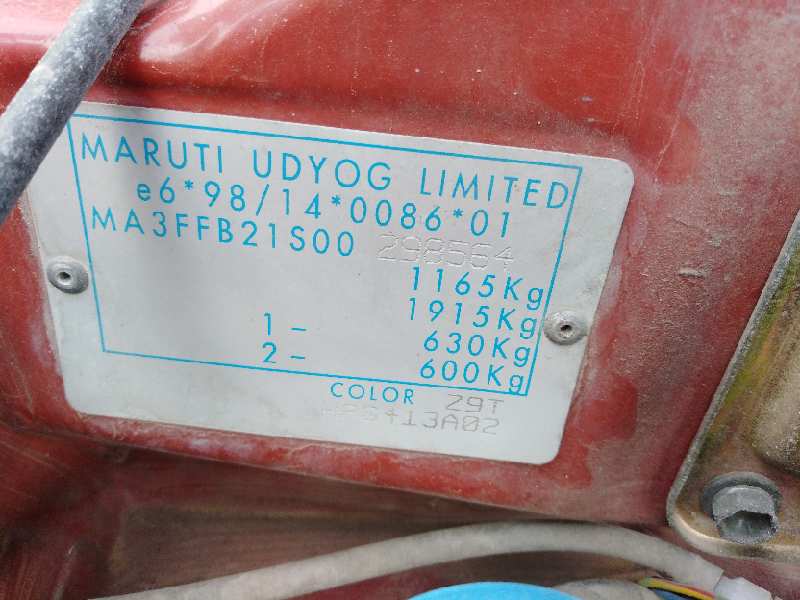 MARUTI UDYOG LIMITED
e6*98/14*0086*01
MA3FFB21S00 298564
1165Kg
1915Kg
1- 630Kg
2- 600Kg
COLOR Z9T